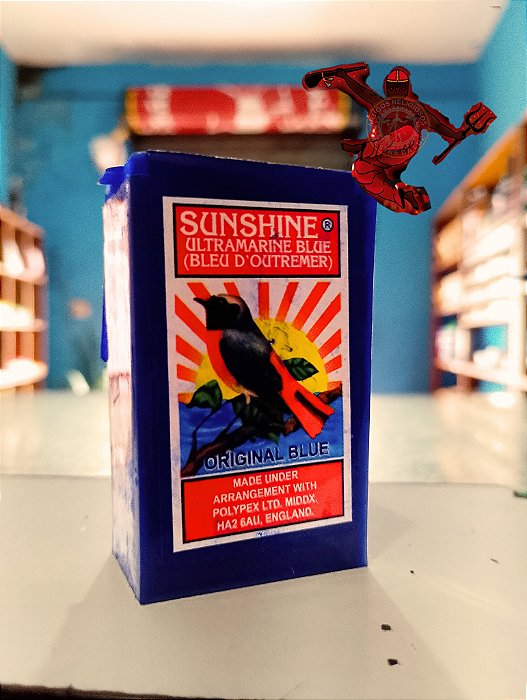 SUNSHINE®
ULTRAMARINE BLUE
(BLEU D'OUTREMER)
ORIGINAL BLUE
MADE UNDER
ARRANGEMENT WITH
POLYPEX LTD. MIDDX.
HA2 6AU, ENGLAND.